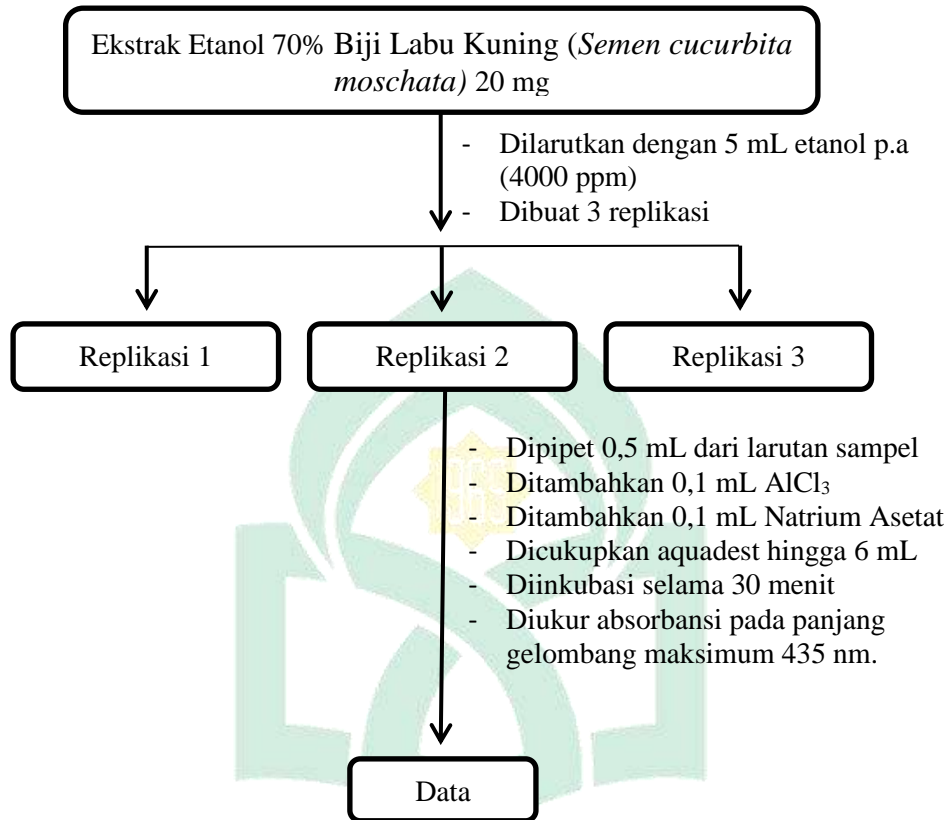 Ekstrak Etanol 70% Biji Labu Kuning (Semen cucurbita
moschata) 20 mg
- Dilarutkan dengan 5 mL etanol p.a
(4000 ppm)
- Dibuat 3 replikasi
Replikasi 1
Replikasi 2
Replikasi 3
- Dipipet 0,5 mL dari larutan sampel
- Ditambahkan 0,1 mL AlCl₃
- Ditambahkan 0,1 mL Natrium Asetat
- Dicukupkan aquadest hingga 6 mL
- Diinkubasi selama 30 menit
- Diukur absorbansi pada panjang
gelombang maksimum 435 nm.
Data